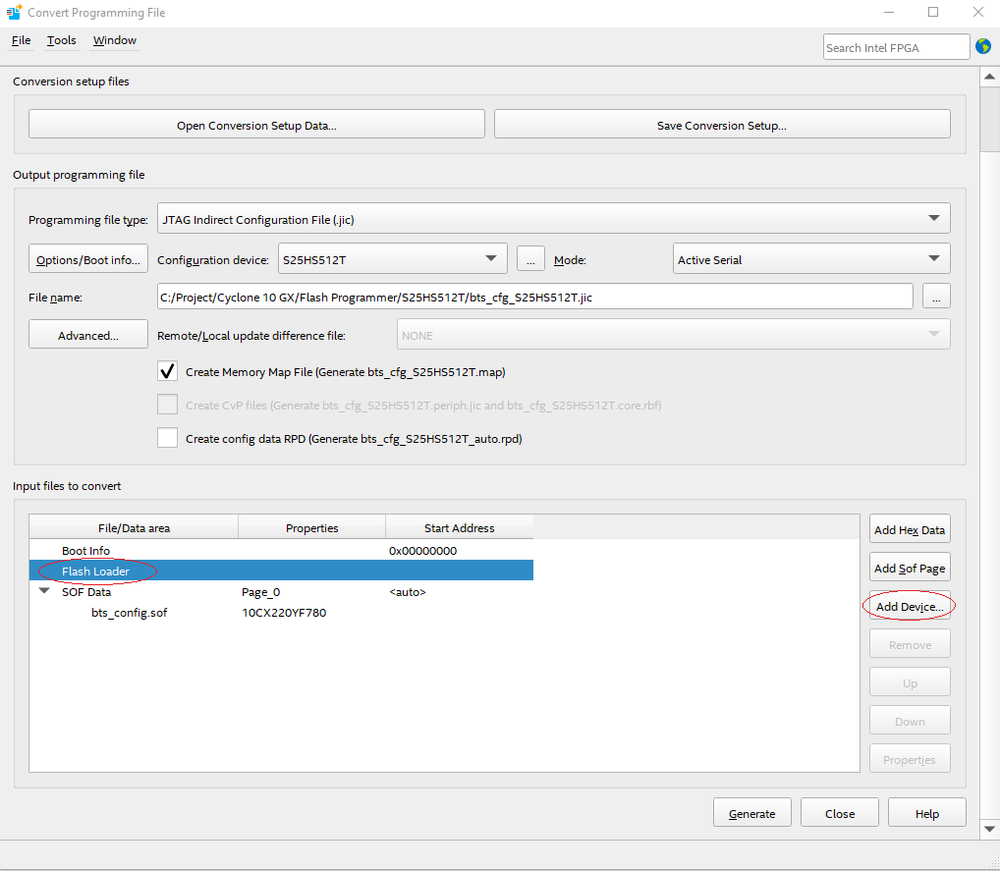 Convert Programming File
File Tools Window
Search Intel FPGA
Conversion setup files
Open Conversion Setup Data... Save Conversion Setup...
Output programming file
Programming file type: JTAG Indirect Configuration File (.jic)
Options/Boot info... Configuration device: S25HS512T ... Mode: Active Serial
File name: C:/Project/Cyclone 10 GX/Flash Programmer/S25HS512T/bts_cfg_S25HS512T.jic ...
Advanced... Remote/Local update difference file: NONE
Create Memory Map File (Generate bts_cfg_S25HS512T.map)
Create CvP files (Generate bts_cfg_S25HS512T.periph.jic and bts_cfg_S25HS512T.core.rbf)
Create config data RPD (Generate bts_cfg_S25HS512T_auto.rpd)
Input files to convert
File/Data area Properties Start Address
Boot Info 0x00000000
Flash Loader
SOF Data Page_0 <auto>
bts_config.sof 10CX220YF780
Add Hex Data
Add Sof Page
Add Device...
Remove
Up
Down
Properties
Generate Close Help